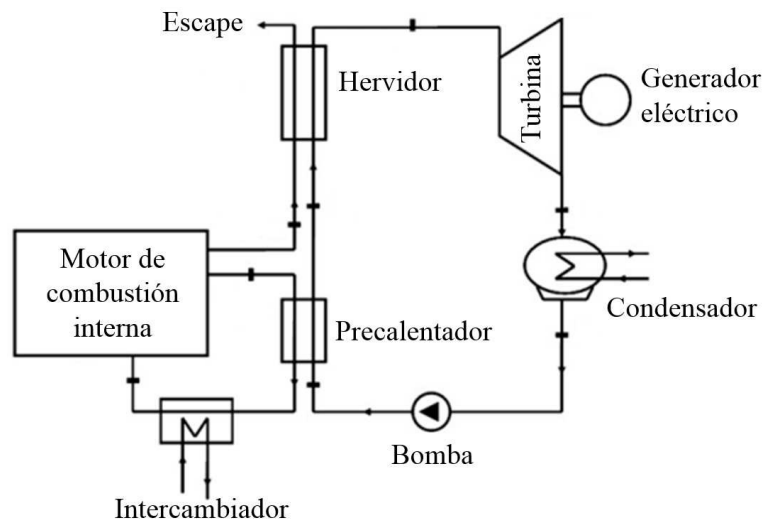 Escape
Hervidor
Turbina
Generador
eléctrico
Motor de
combustión
interna
Precalentador
Condensador
Bomba
Intercambiador